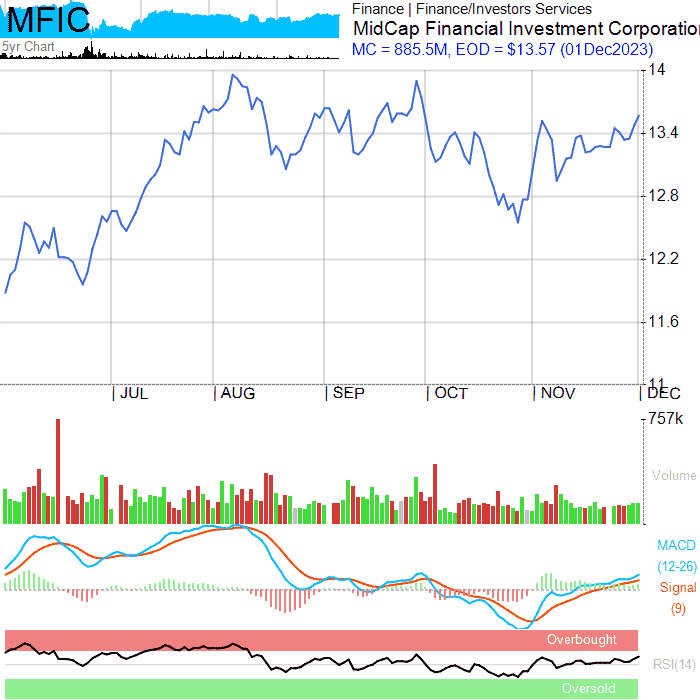 MFIC
5yr Chart
Finance | Finance/Investors Services
MidCap Financial Investment Corporatio
MC = 885.5M, EOD = $13.57 (01Dec2023)
14
13.4
12.8
12.2
11.6
11
JUL AUG SEP OCT NOV DEC
757k
Volume
MACD
(12-26)
Signal
(9)
Overbought
RSI(14)
Oversold